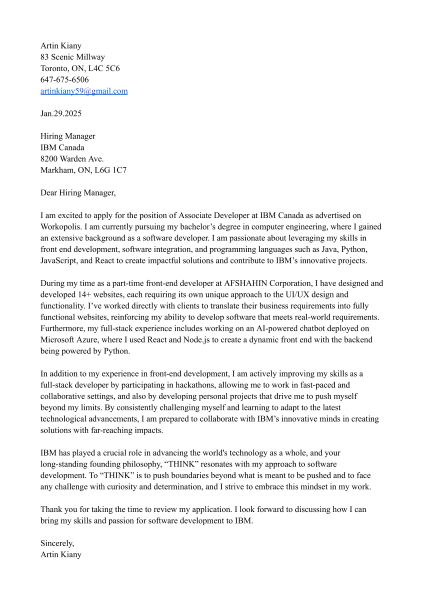 Artin Kiany
83 Scenic Millway
Toronto, ON, L4C 5C6
647-675-6506
artinkiany59@gmail.com
Jan.29.2025
Hiring Manager
IBM Canada
8200 Warden Ave.
Markham, ON, L6G 1C7
Dear Hiring Manager,
I am excited to apply for the position of Associate Developer at IBM Canada as advertised on
Workopolis. I am currently pursuing my bachelor's degree in computer engineering, where I gained
an extensive background as a software developer. I am passionate about leveraging my skills in
front end development, software integration, and programming languages such as Java, Python,
JavaScript, and React to create impactful solutions and contribute to IBM's innovative projects.
During my time as a part-time front-end developer at AFSHAHIN Corporation, I have designed and
developed 14+ websites, each requiring its own unique approach to the UI/UX design and
functionality. I've worked directly with clients to translate their business requirements into fully
functional websites, reinforcing my ability to develop software that meets real-world requirements.
Furthermore, my full-stack experience includes working on an AI-powered chatbot deployed on
Microsoft Azure, where I used React and Node.js to create a dynamic front end with the backend
being powered by Python.
In addition to my experience in front-end development, I am actively improving my skills as a
full-stack developer by participating in hackathons, allowing me to work in fast-paced and
collaborative settings, and also by developing personal projects that drive me to push myself
beyond my limits. By consistently challenging myself and learning to adapt to the latest
technological advancements, I am prepared to collaborate with IBM's innovative minds in creating
solutions with far-reaching impacts.
IBM has played a crucial role in advancing the world's technology as a whole, and your
long-standing founding philosophy, "THINK" resonates with my approach to software
development. To "THINK" is to push boundaries beyond what is meant to be pushed and to face
any challenge with curiosity and determination, and I strive to embrace this mindset in my work.
Thank you for taking the time to review my application. I look forward to discussing how I can
bring my skills and passion for software development to IBM.
Sincerely,
Artin Kiany